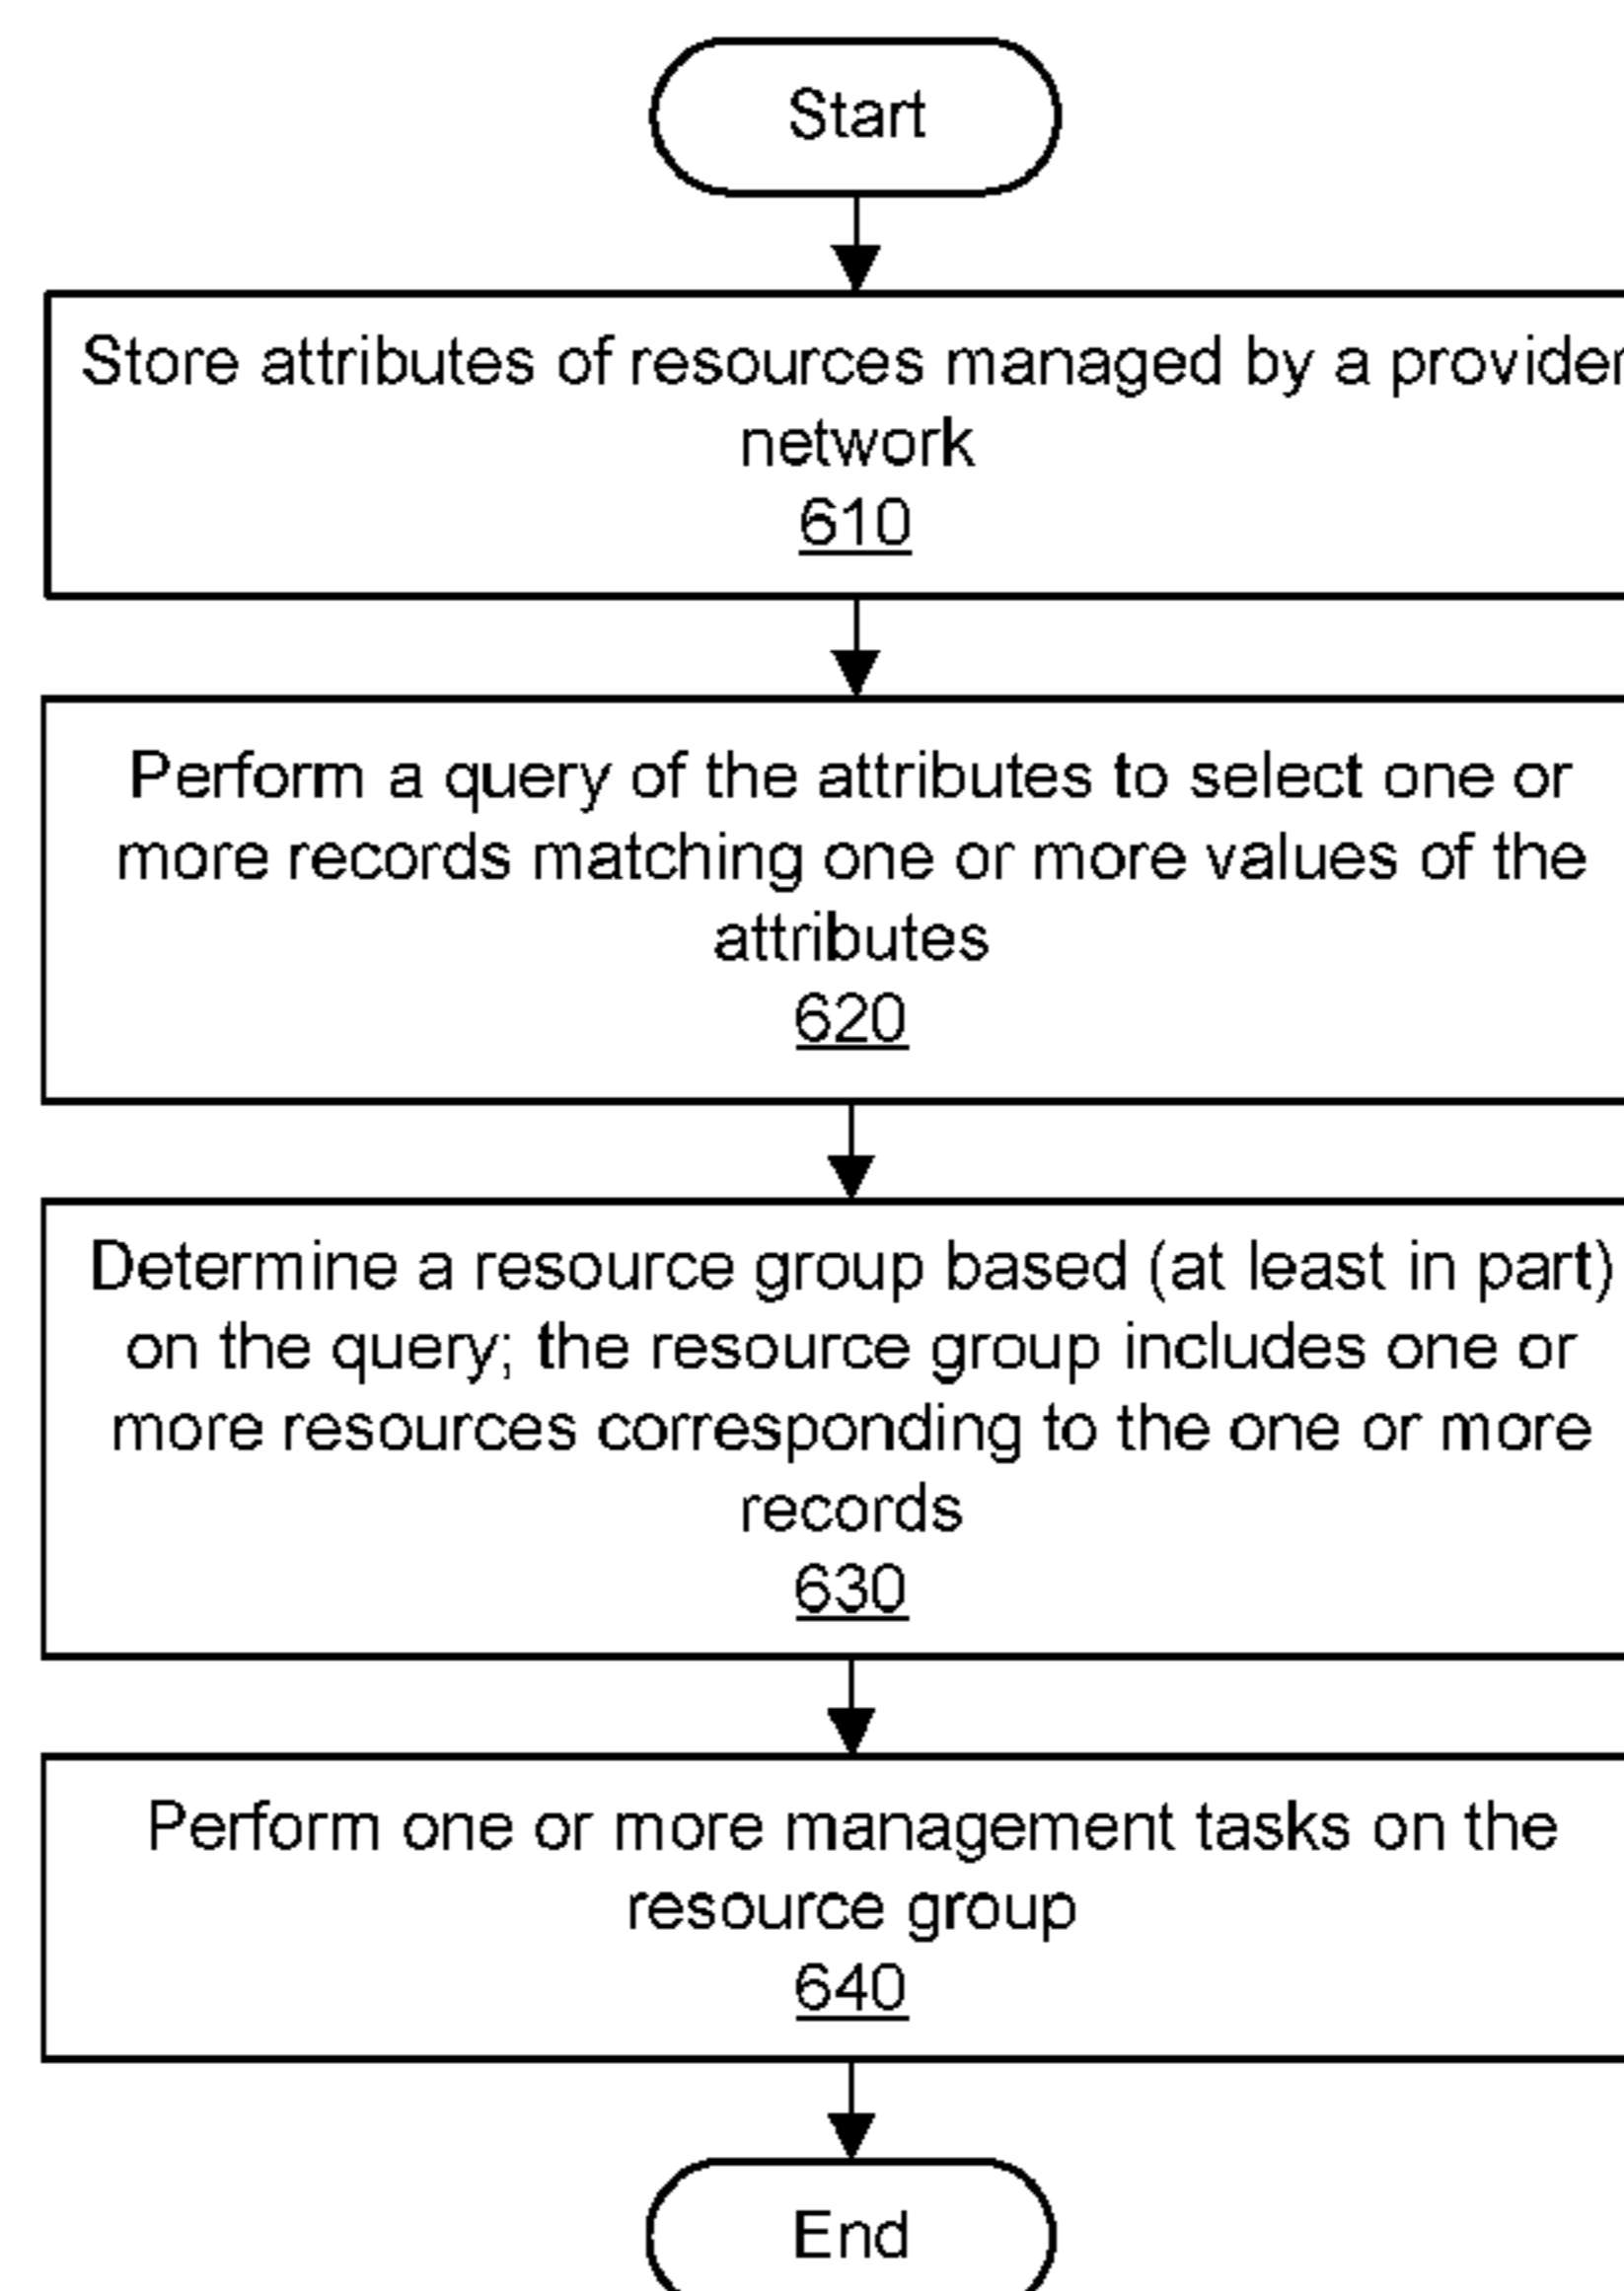 Start
Store attributes of resources managed by a provider
network
610
Perform a query of the attributes to select one or
more records matching one or more values of the
attributes
620
Determine a resource group based (at least in part)
on the query; the resource group includes one or
more resources corresponding to the one or more
records
630
Perform one or more management tasks on the
resource group
640
End